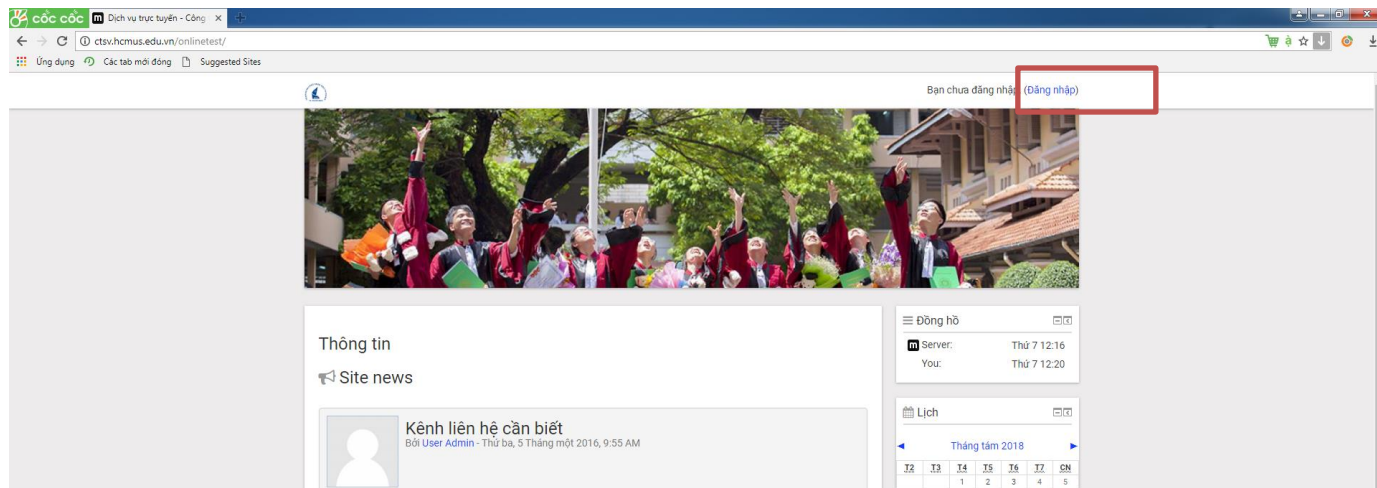 cốc cốc Dịch vụ trực tuyến - Công
ctsv.hcmus.edu.vn/onlinetest/
Ứng dụng Các tab mới đóng Suggested Sites
Bạn chưa đăng nhập (Đăng nhập)
Thông tin
Site news
Kênh liên hệ cần biết
Bởi User Admin - Thứ ba, 5 Tháng một 2016, 9:55 AM
Đồng hồ
Server: Thứ 7 12:16
You: Thứ 7 12:20
Lịch
Tháng tám 2018
T2 T3 T4 T5 T6 T7 CN
1 2 3 4 5